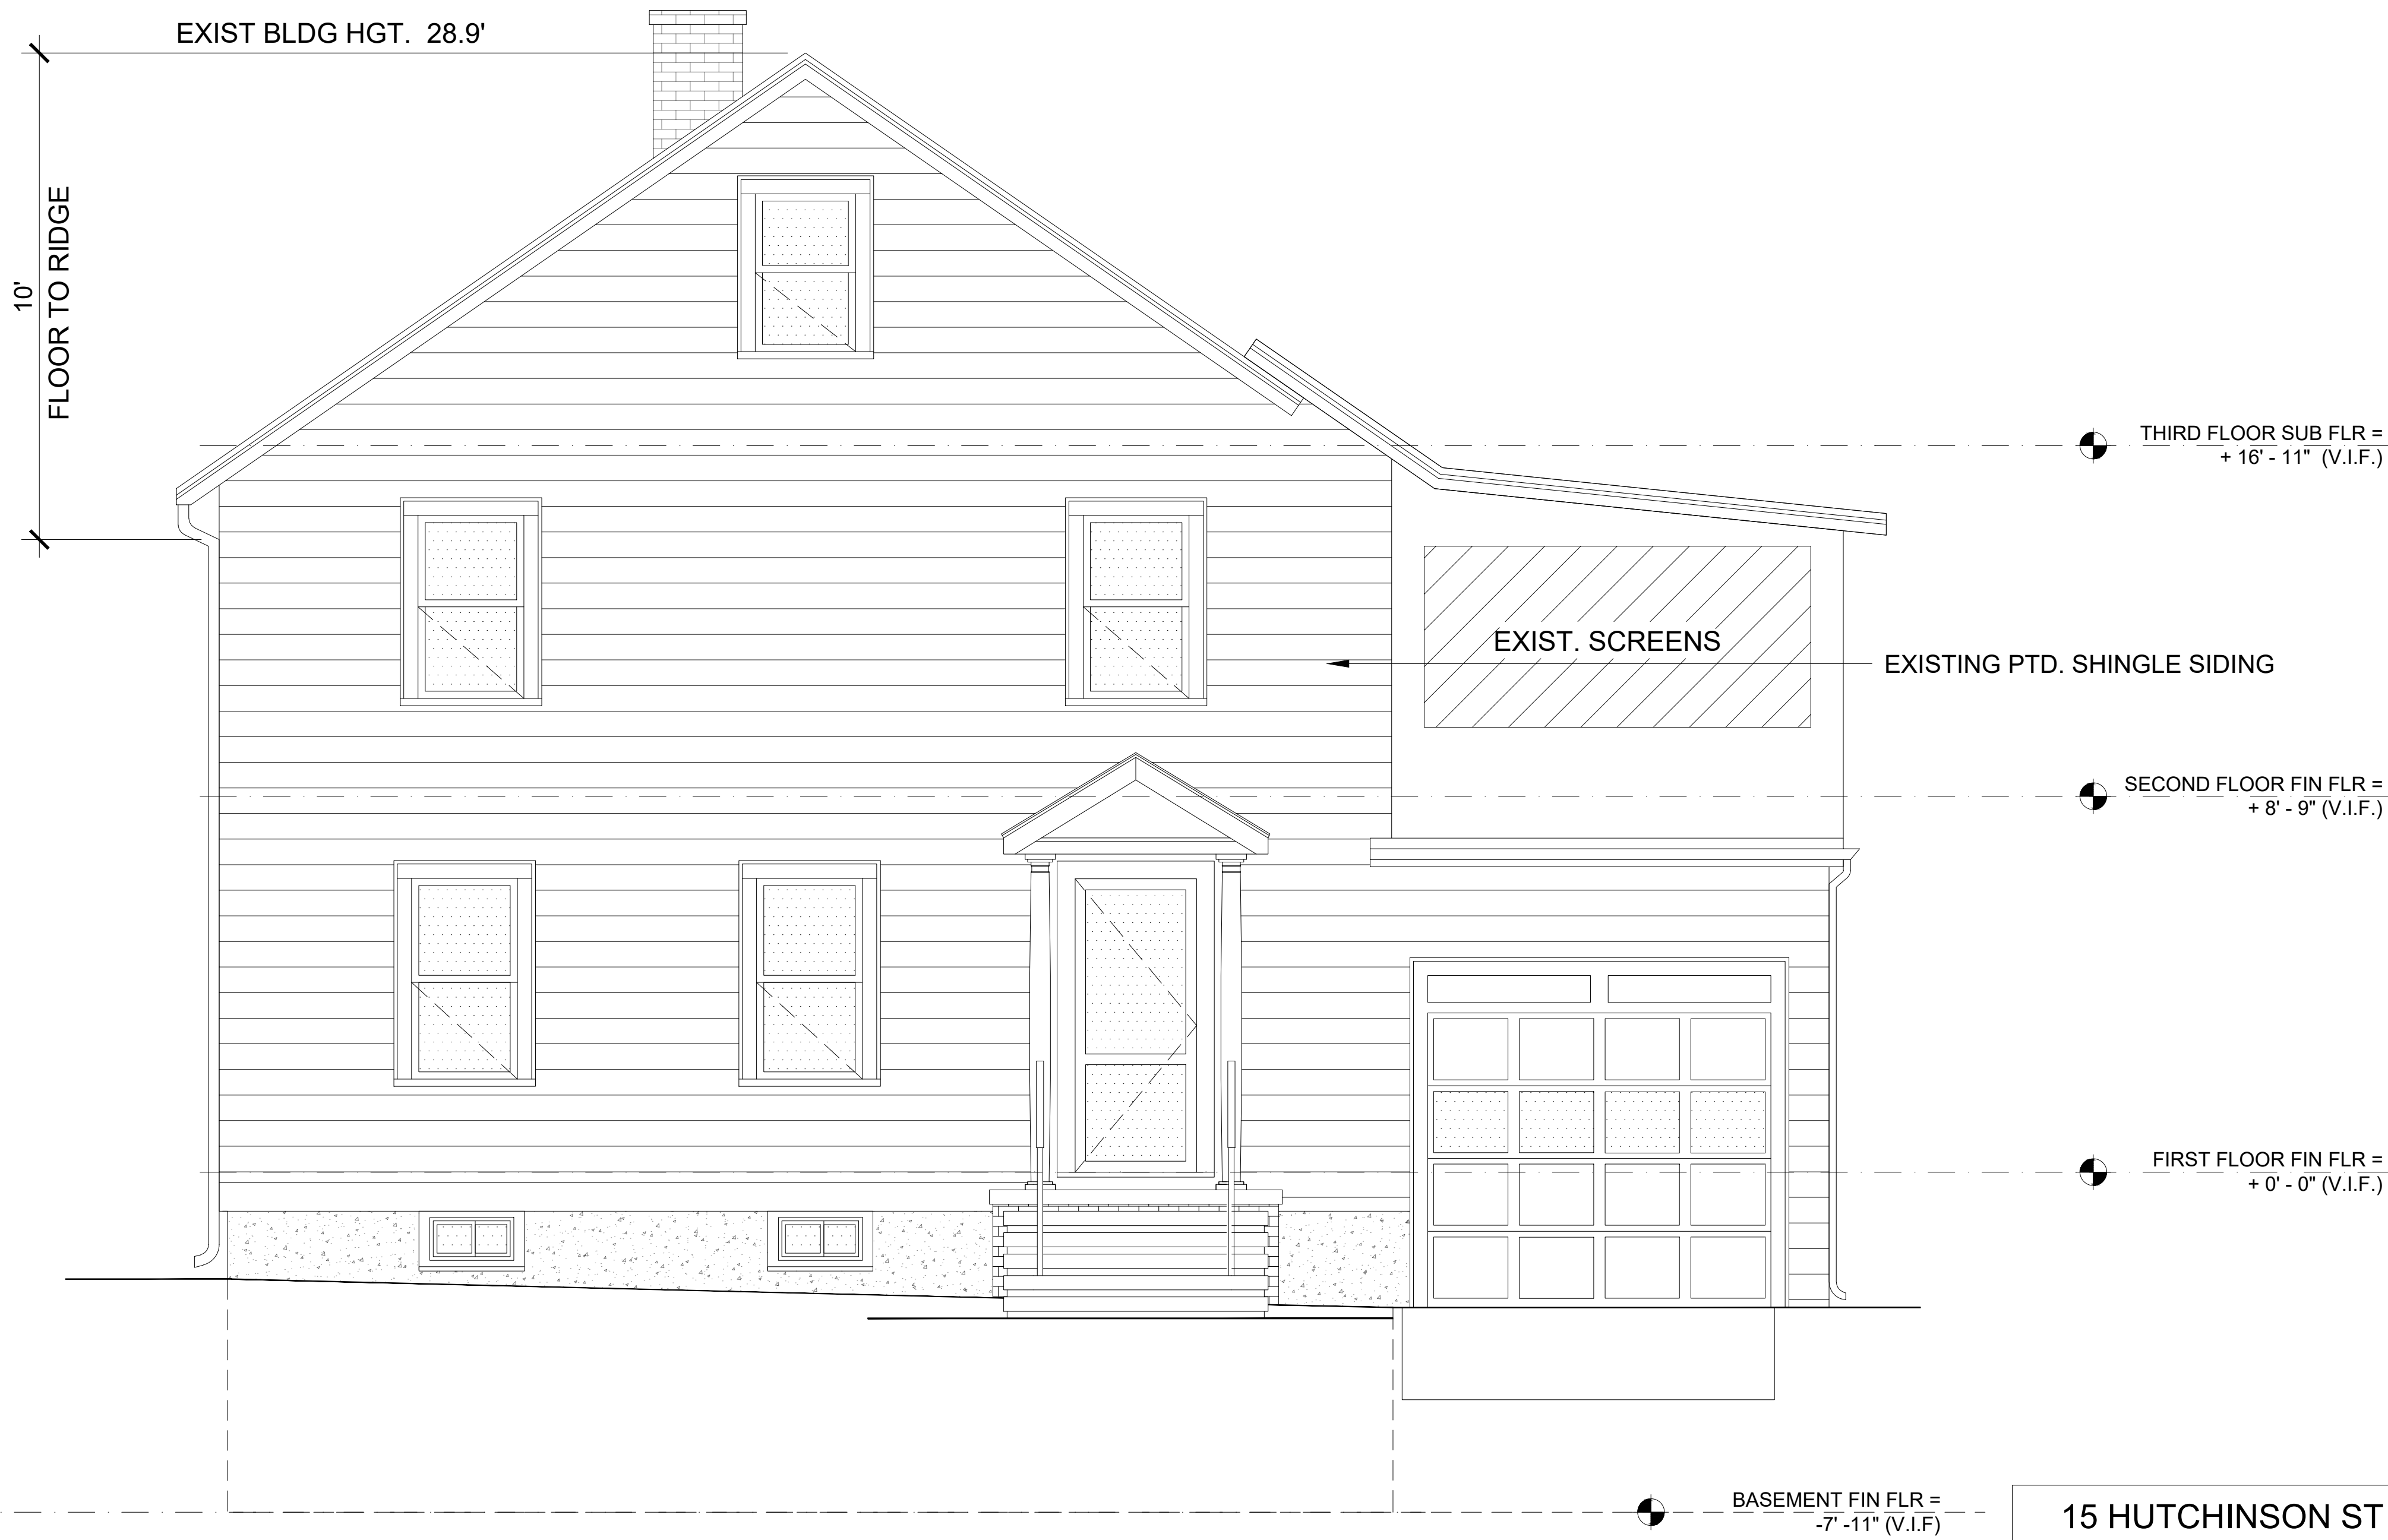 EXIST BLDG HGT. 28.9'
10'
FLOOR TO RIDGE
THIRD FLOOR SUB FLR =
+ 16' - 11" (V.I.F.)
EXIST. SCREENS
EXISTING PTD. SHINGLE SIDING
SECOND FLOOR FIN FLR =
+ 8' - 9" (V.I.F.)
FIRST FLOOR FIN FLR =
+ 0' - 0" (V.I.F.)
BASEMENT FIN FLR =
-7' -11" (V.I.F)
15 HUTCHINSON ST